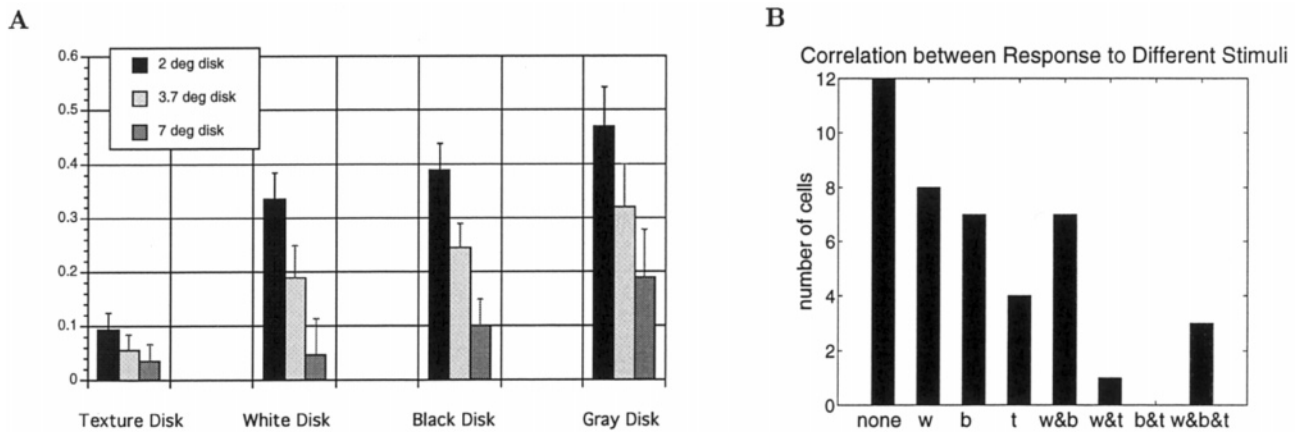 A
0.6
0.5
0.4
0.3
0.2
0.1
0
2 deg disk
3.7 deg disk
7 deg disk
Texture Disk White Disk Black Disk Gray Disk
B
Correlation between Response to Different Stimuli
number of cells
12
10
8
6
4
2
0
none w b t w&b w&t b&t w&b&t